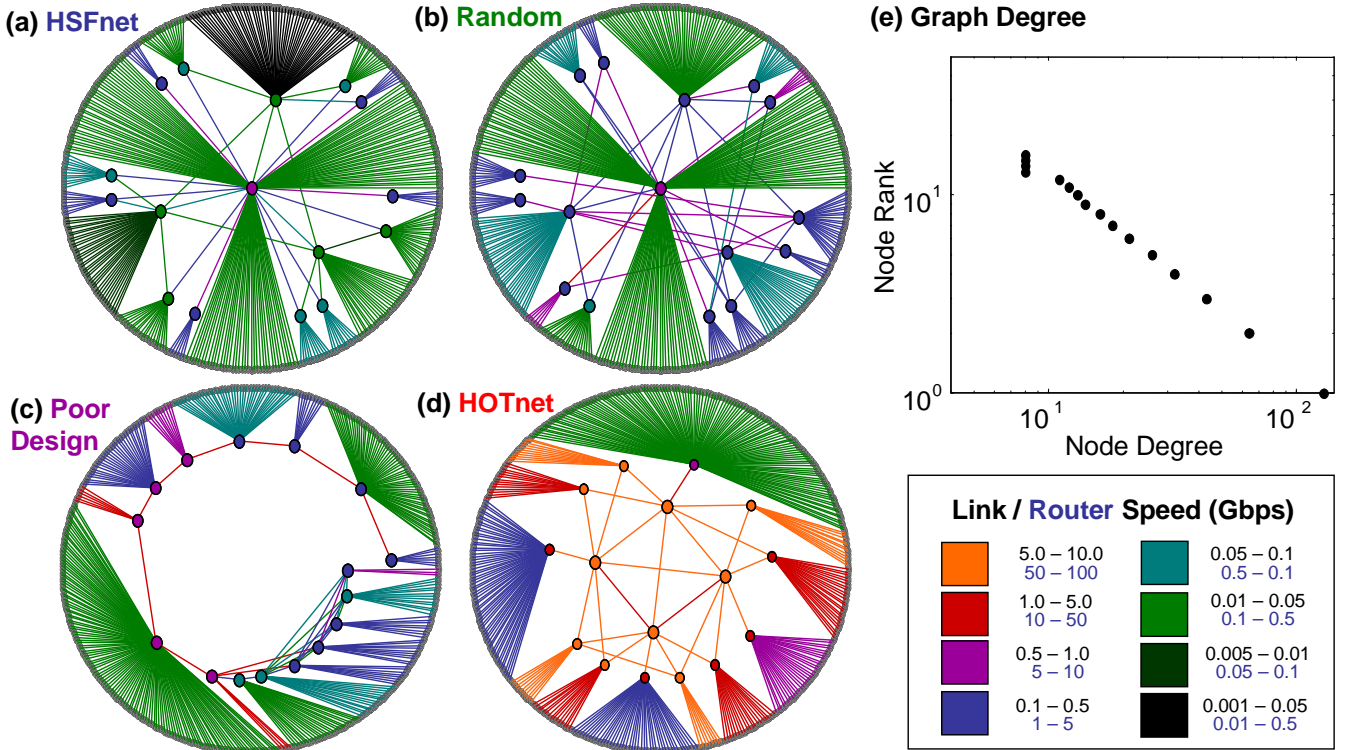 (a) HSFnet
(b) Random
(e) Graph Degree
Node Rank
10^1
10^0
10^1
10^2
Node Degree
(c) Poor
Design
(d) HOTnet
Link / Router Speed (Gbps)
5.0 – 10.0
50 – 100
0.05 – 0.1
0.5 – 0.1
1.0 – 5.0
10 – 50
0.01 – 0.05
0.1 – 0.5
0.5 – 1.0
5 – 10
0.005 – 0.01
0.05 – 0.1
0.1 – 0.5
1 – 5
0.001 – 0.05
0.01 – 0.5